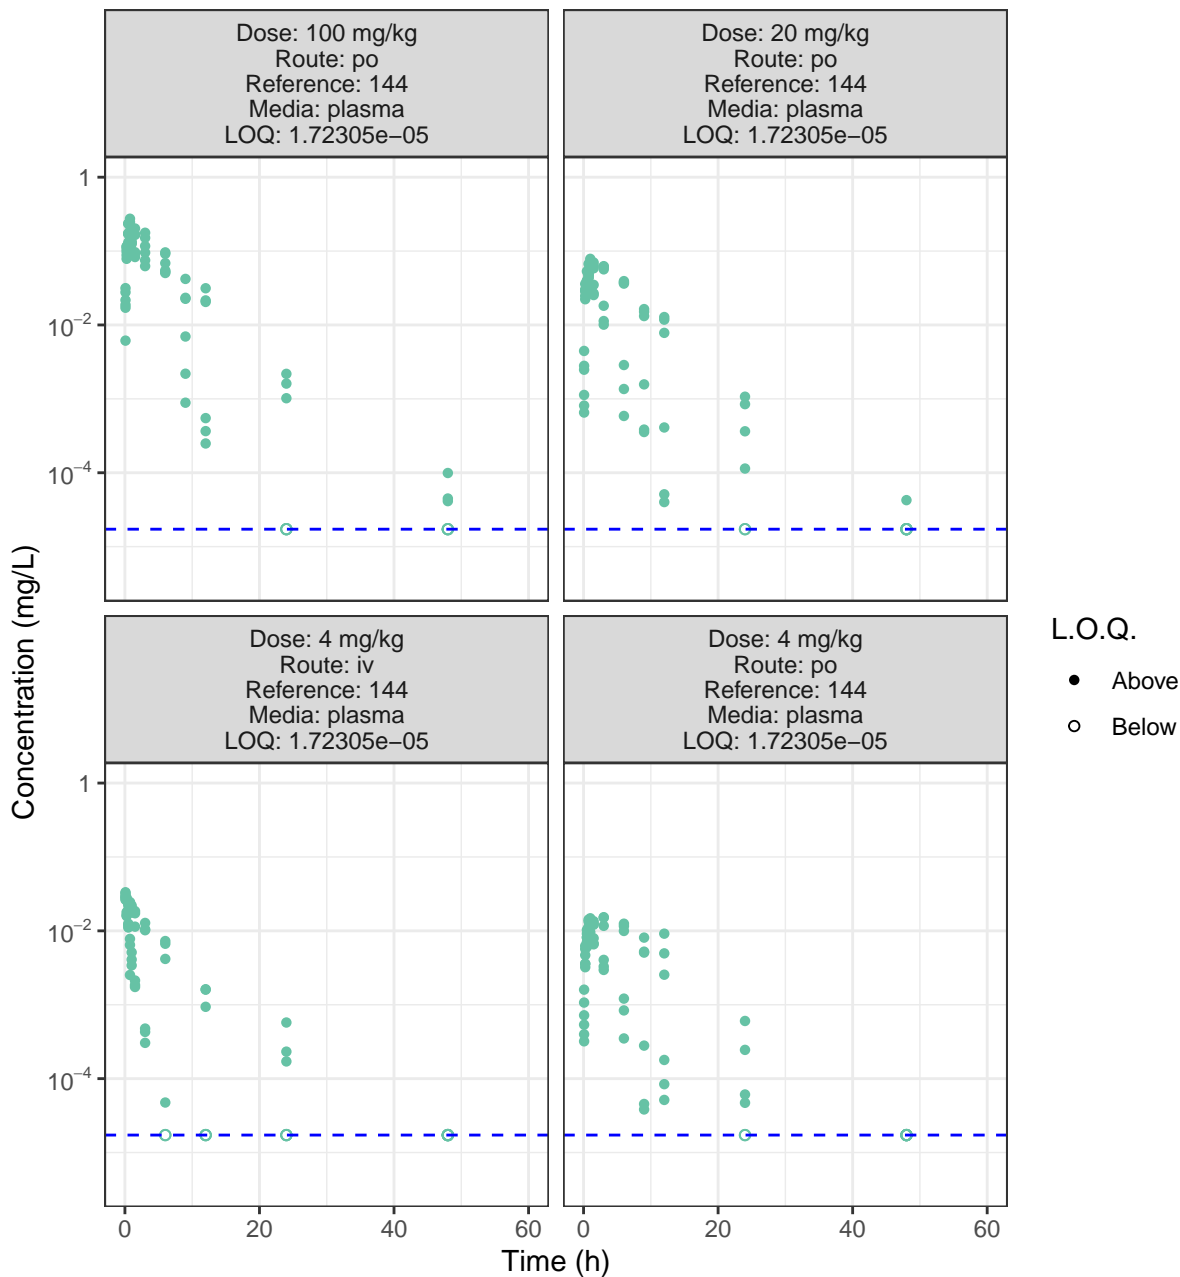 Dose: 100 mg/kg
Route: po
Reference: 144
Media: plasma
LOQ: 1.72305e−05
Dose: 20 mg/kg
Route: po
Reference: 144
Media: plasma
LOQ: 1.72305e−05
1
10⁻²
10⁻⁴
Dose: 4 mg/kg
Route: iv
Reference: 144
Media: plasma
LOQ: 1.72305e−05
Dose: 4 mg/kg
Route: po
Reference: 144
Media: plasma
LOQ: 1.72305e−05
1
10⁻²
10⁻⁴
Concentration (mg/L)
0 20 40 60 0 20 40 60
Time (h)
L.O.Q.
Above
Below